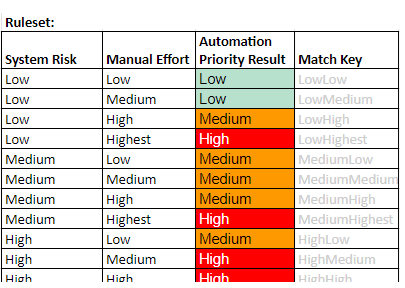 Ruleset:
System Risk Manual Effort Automation Priority Result Match Key
Low Low Low LowLow
Low Medium Low LowMedium
Low High Medium LowHigh
Low Highest High LowHighest
Medium Low Medium MediumLow
Medium Medium Medium MediumMedium
Medium High Medium MediumHigh
Medium Highest High MediumHighest
High Low Medium HighLow
High Medium High HighMedium
High High High HighHigh